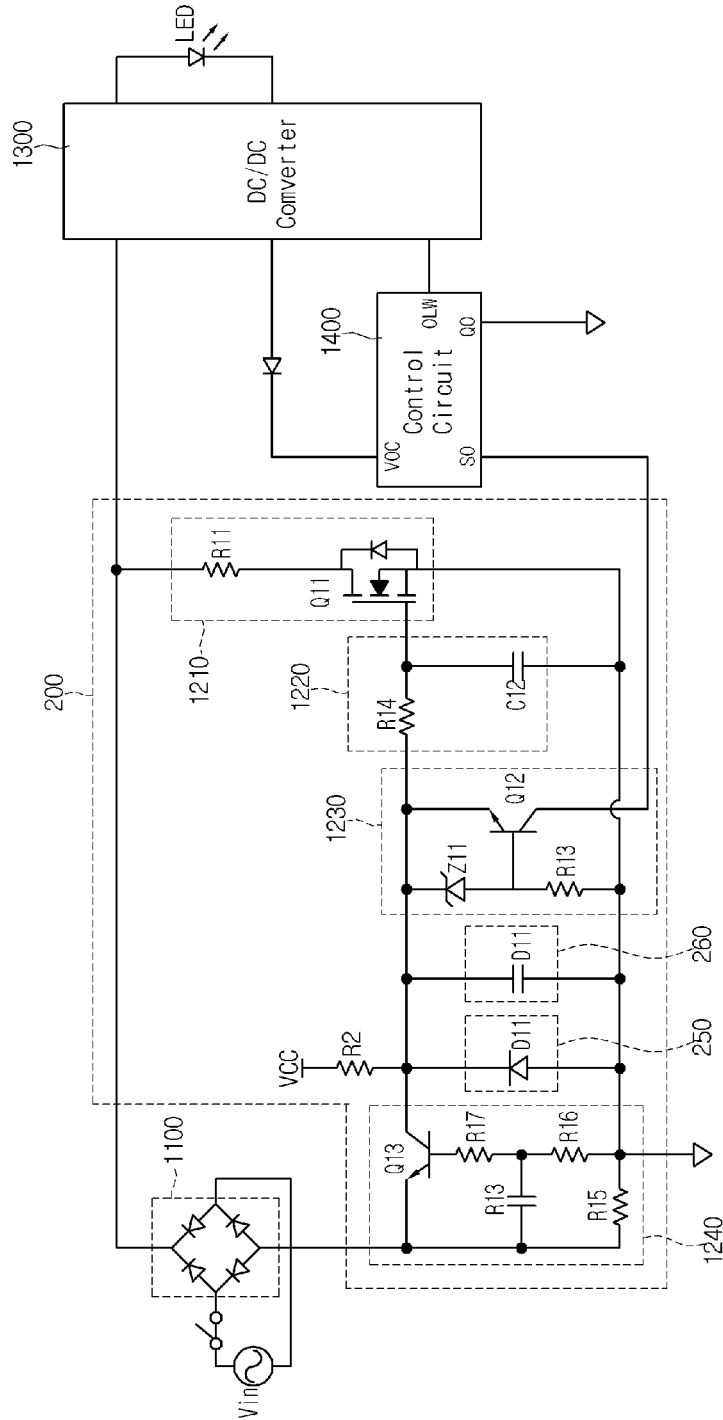 Vin
1100
200
1210
R11
Q11
1220
R14
C12
1230
Z11
Q12
R13
VCC
R2
D11
260
D11
250
Q13
R17
R13
R16
R15
1240
1300
DC/DC
Comverter
LED
1400
VOC
OLW
Control
Circuit
SO
QO